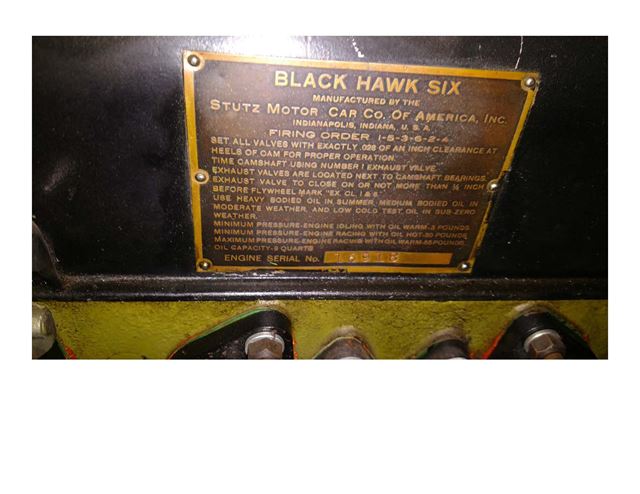 BLACK HAWK SIX
MANUFACTURED BY THE
STUTZ MOTOR CAR CO. OF AMERICA, INC.
INDIANAPOLIS, INDIANA, U. S. A.
FIRING ORDER 1-5-3-6-2-4
SET ALL VALVES WITH EXACTLY .028 OF AN INCH CLEARANCE AT
HEELS OF CAM FOR PROPER OPERATION
TIME CAMSHAFT USING NUMBER 1 EXHAUST VALVE.
EXHAUST VALVES ARE LOCATED NEXT TO CAMSHAFT BEARINGS.
EXHAUST VALVE TO CLOSE ON OR NOT MORE THAN INCH
BEFORE FLYWHEEL MARK "EX. CL. 1 & 6."
USE HEAVY BODIED OIL IN SUMMER, MEDIUM BODIED OIL IN
MODERATE WEATHER, AND LOW COLD TEST OIL IN SUB-ZERO
WEATHER.
MINIMUM PRESSURE-ENGINE IDLING WITH OIL WARM-3 POUNDS
MINIMUM PRESSURE-ENGINE RACING WITH OIL HOT-30 POUNDS
MAXIMUM PRESSURE-ENGINE RACING WITH OIL WARM-55 POUNDS.
OIL CAPACITY-9 QUARTS
ENGINE SERIAL No.